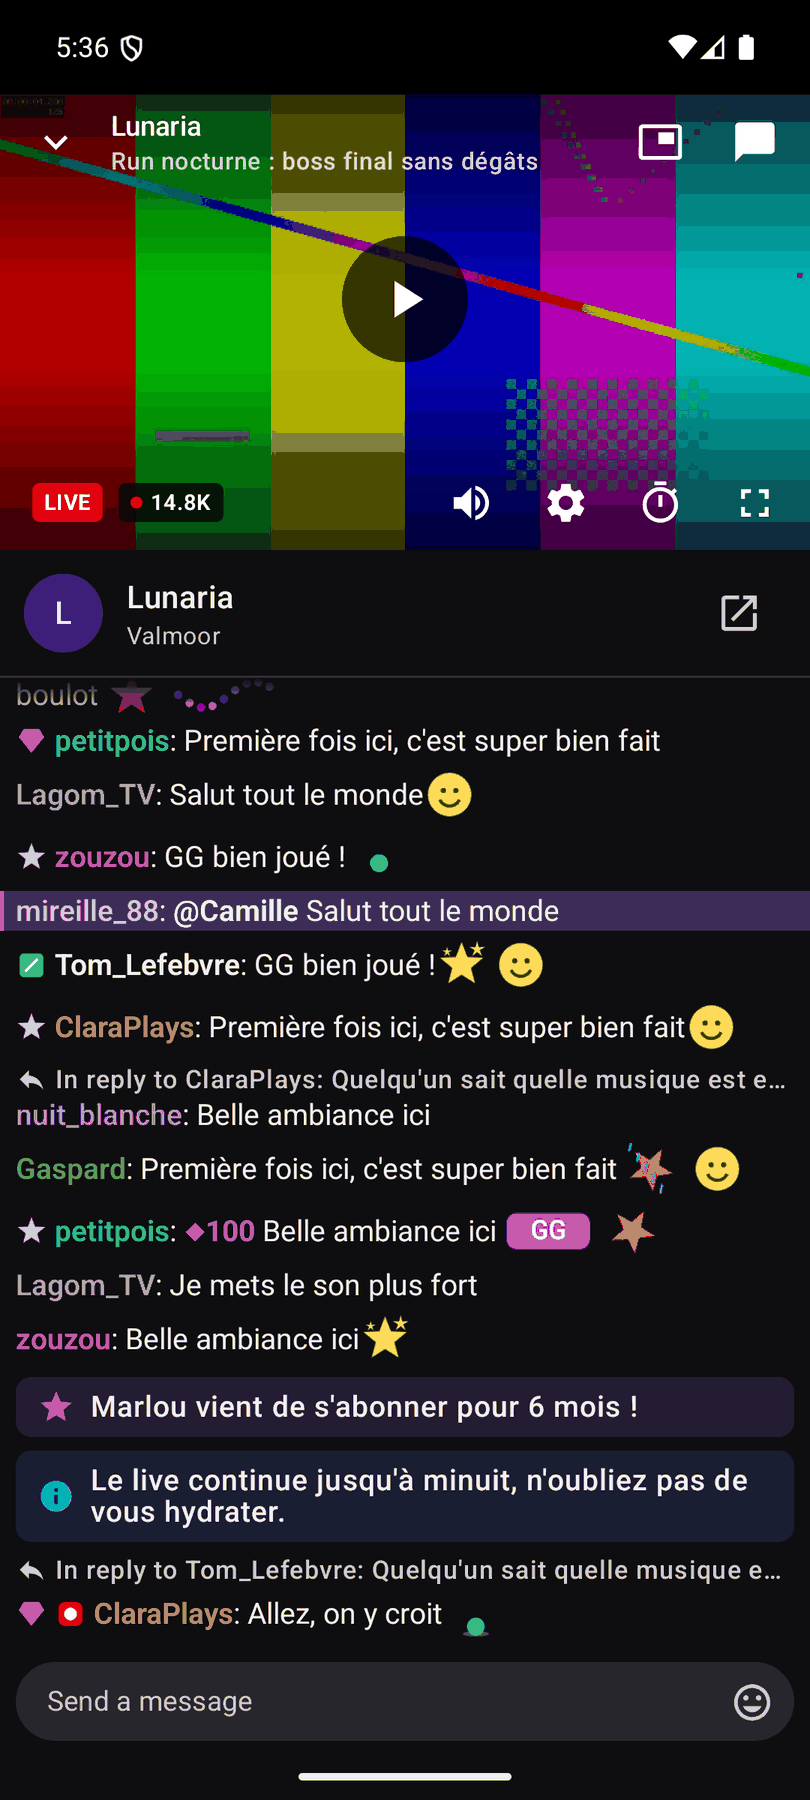 5:36
Lunaria
Run nocturne : boss final sans dégâts
LIVE
14.8K
L
Lunaria
Valmoor
boulot
petitpois: Première fois ici, c'est super bien fait
Lagom_TV: Salut tout le monde
zouzou: GG bien joué !
mireille_88: @Camille Salut tout le monde
Tom_Lefebvre: GG bien joué !
ClaraPlays: Première fois ici, c'est super bien fait
In reply to ClaraPlays: Quelqu'un sait quelle musique est e…
nuit_blanche: Belle ambiance ici
Gaspard: Première fois ici, c'est super bien fait
petitpois: 100 Belle ambiance ici GG
Lagom_TV: Je mets le son plus fort
zouzou: Belle ambiance ici
Marlou vient de s'abonner pour 6 mois !
Le live continue jusqu'à minuit, n'oubliez pas de
vous hydrater.
In reply to Tom_Lefebvre: Quelqu'un sait quelle musique e…
ClaraPlays: Allez, on y croit
Send a message